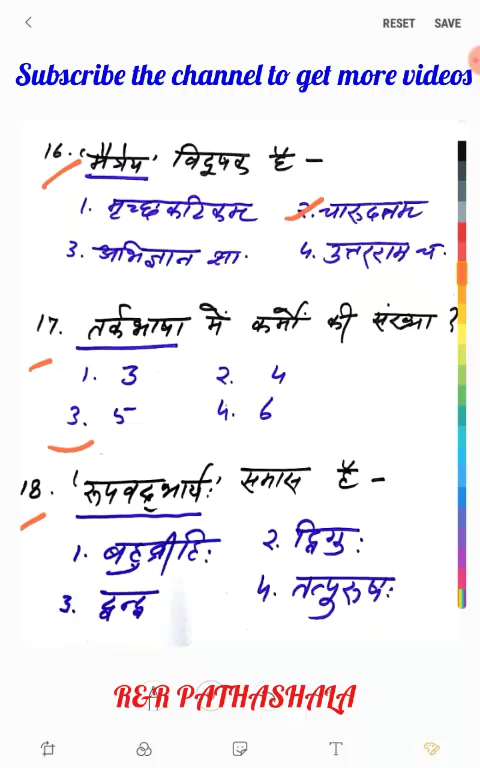 RESET SAVE
Subscribe the channel to get more videos
16. 'मैत्रेय' विदूषक है -
1. मृच्छकटिकम 2. चारुदत्तम
3. अभिज्ञान शा. 4. उत्तरराम च.
17. तर्कभाषा में कर्मों की संख्या ?
1. 3 2. 4
3. 5 4. 6
18. 'रूपवद्भार्यः' समास है -
1. बहुव्रीहिः 2. द्विगुः
3. द्वन्द्व 4. तत्पुरुषः
R&R PATHASHALA